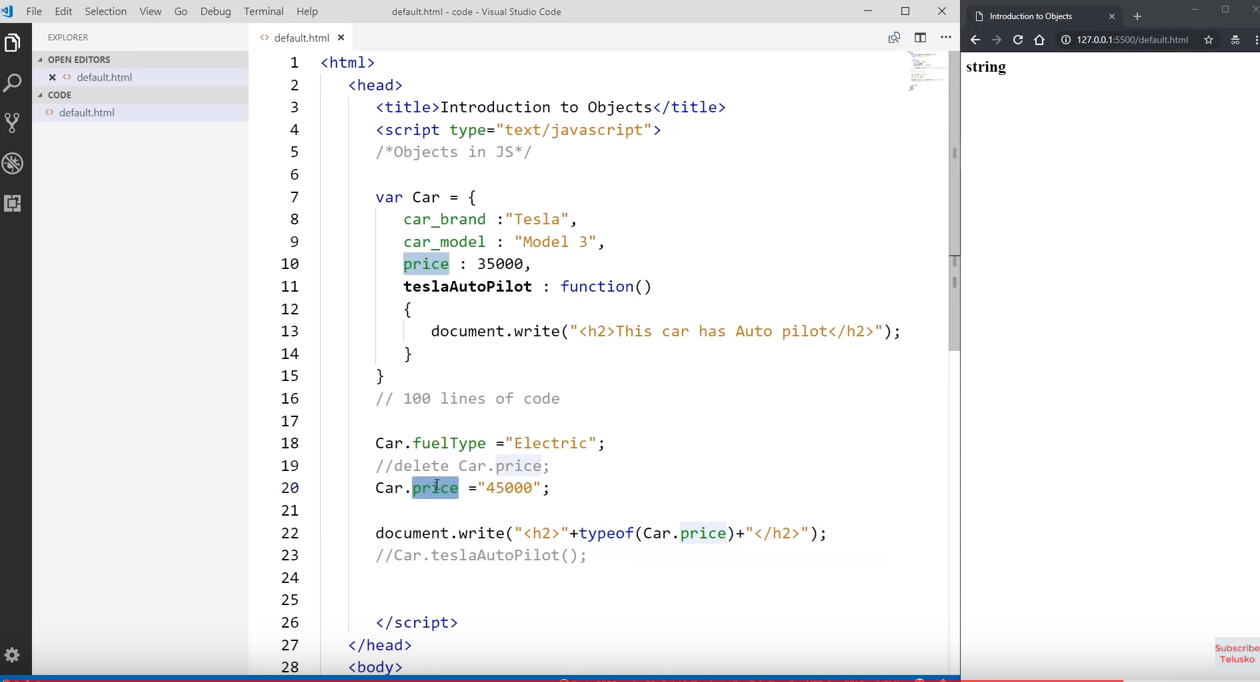 File Edit Selection View Go Debug Terminal Help
default.html - code - Visual Studio Code
Introduction to Objects
127.0.0.1:5500/default.html
EXPLORER
OPEN EDITORS
default.html
CODE
default.html
default.html
1 <html>
2 <head>
3 <title>Introduction to Objects</title>
4 <script type="text/javascript">
5 /*Objects in JS*/
6
7 var Car = {
8 car_brand :"Tesla",
9 car_model : "Model 3",
10 price : 35000,
11 teslaAutoPilot : function()
12 {
13 document.write("<h2>This car has Auto pilot</h2>");
14 }
15 }
16 // 100 lines of code
17
18 Car.fuelType ="Electric";
19 //delete Car.price;
20 Car.price ="45000";
21
22 document.write("<h2>"+typeof(Car.price)+"</h2>");
23 //Car.teslaAutoPilot();
24
25
26 </script>
27 </head>
28 <body>
string
Subscribe
Telusko